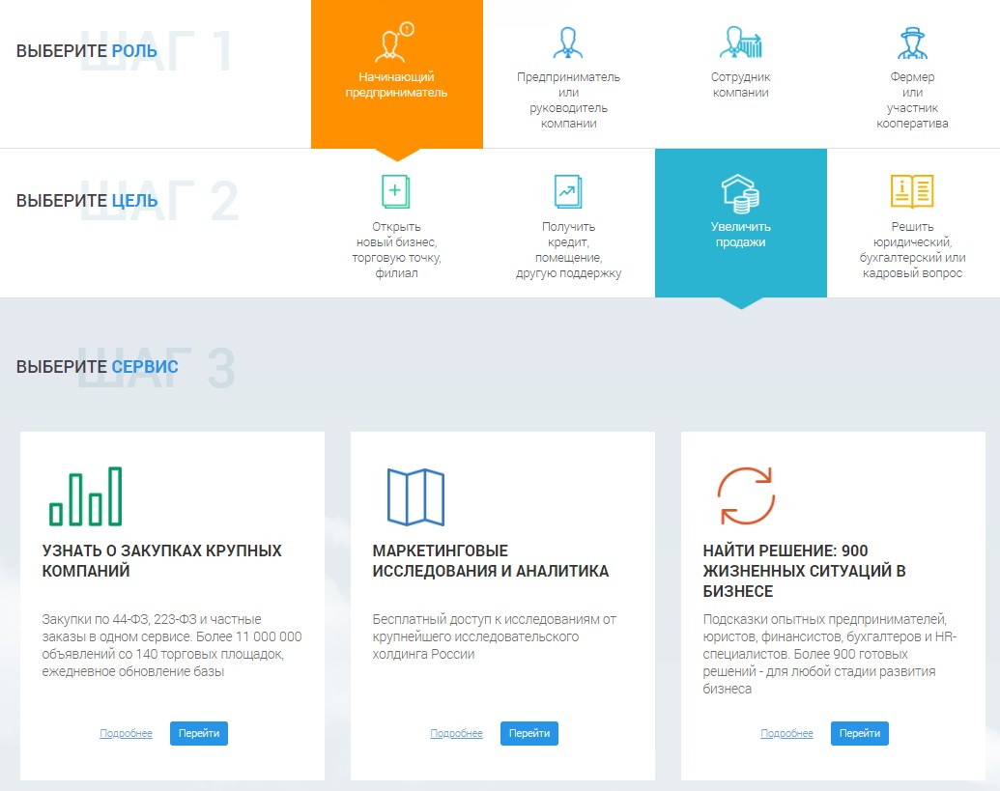 ШАГ 1
ВЫБЕРИТЕ РОЛЬ
Начинающий
предприниматель
Предприниматель
или
руководитель
компании
Сотрудник
компании
Фермер
или
участник
кооператива
ШАГ 2
ВЫБЕРИТЕ ЦЕЛЬ
Открыть
новый бизнес,
торговую точку,
филиал
Получить
кредит,
помещение,
другую поддержку
Увеличить
продажи
Решить
юридический,
бухгалтерский или
кадровый вопрос
ШАГ 3
ВЫБЕРИТЕ СЕРВИС
УЗНАТЬ О ЗАКУПКАХ КРУПНЫХ
КОМПАНИЙ
Закупки по 44-ФЗ, 223-ФЗ и частные
заказы в одном сервисе. Более 11 000 000
объявлений со 140 торговых площадок,
ежедневное обновление базы
Подробнее
Перейти
МАРКЕТИНГОВЫЕ
ИССЛЕДОВАНИЯ И АНАЛИТИКА
Бесплатный доступ к исследованиям от
крупнейшего исследовательского
холдинга России
Подробнее
Перейти
НАЙТИ РЕШЕНИЕ: 900
ЖИЗНЕННЫХ СИТУАЦИЙ В
БИЗНЕСЕ
Подсказки опытных предпринимателей,
юристов, финансистов, бухгалтеров и HR-
специалистов. Более 900 готовых
решений - для любой стадии развития
бизнеса
Подробнее
Перейти